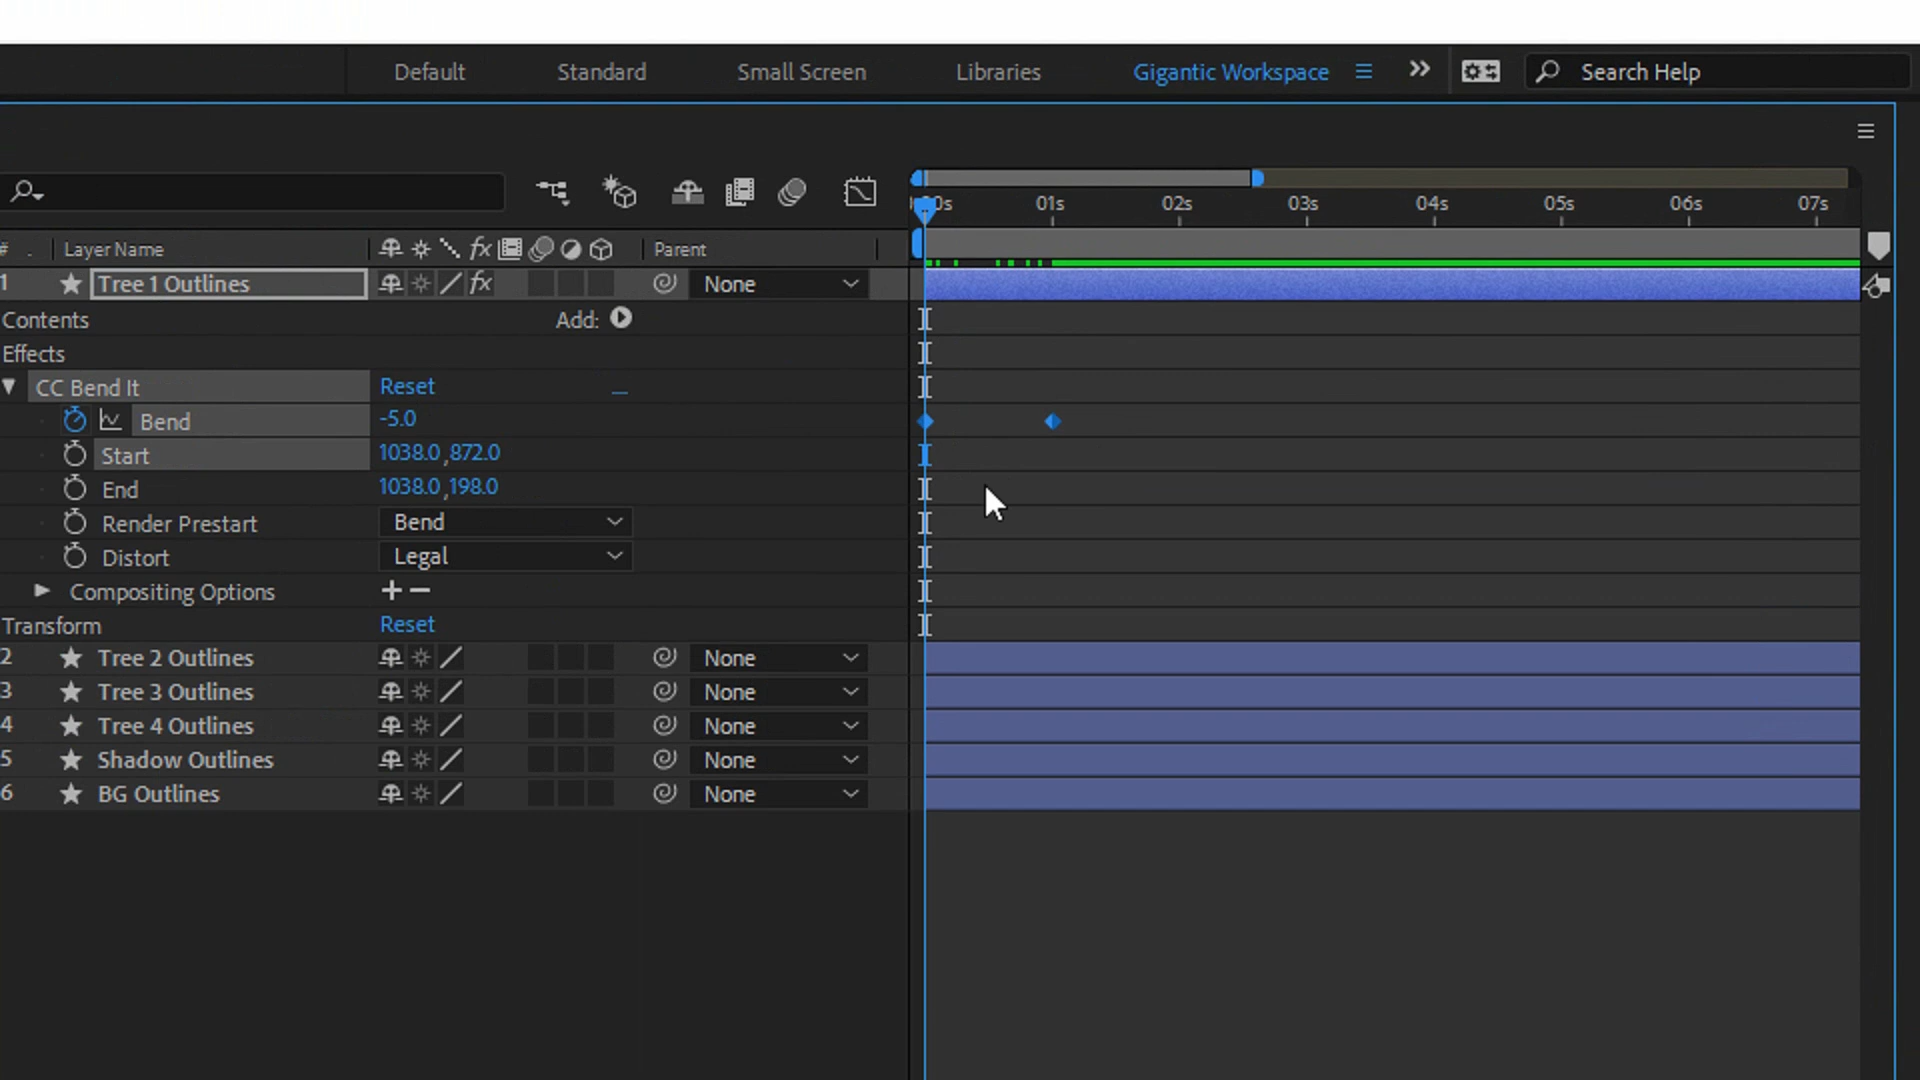 Default Standard Small Screen Libraries Gigantic Workspace Search Help
00s 01s 02s 03s 04s 05s 06s 07s
# . Layer Name fx Parent
1 Tree 1 Outlines fx None
Contents Add:
Effects
CC Bend It Reset
Bend -5.0
Start 1038.0,872.0
End 1038.0,198.0
Render Prestart Bend
Distort Legal
Compositing Options + −
Transform Reset
2 Tree 2 Outlines None
3 Tree 3 Outlines None
4 Tree 4 Outlines None
5 Shadow Outlines None
6 BG Outlines None